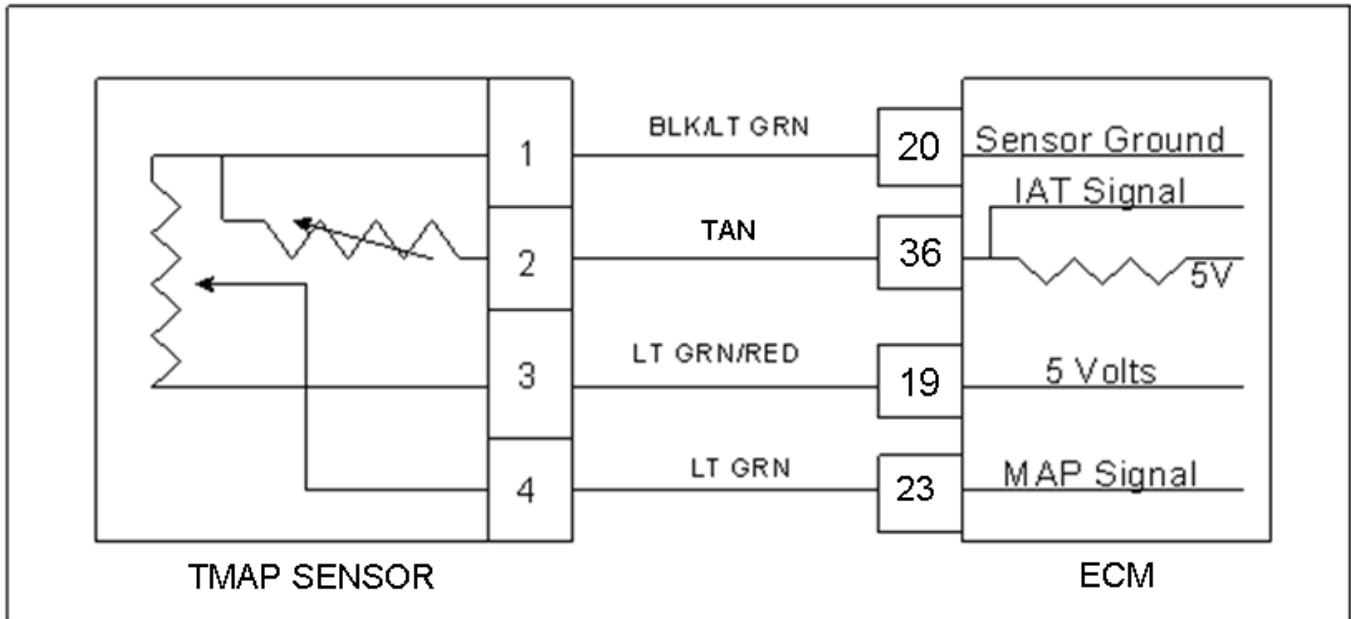 1
BLK/LT GRN
20
Sensor Ground
IAT Signal
2
TAN
36
5V
3
LT GRN/RED
19
5 Volts
4
LT GRN
23
MAP Signal
TMAP SENSOR
ECM